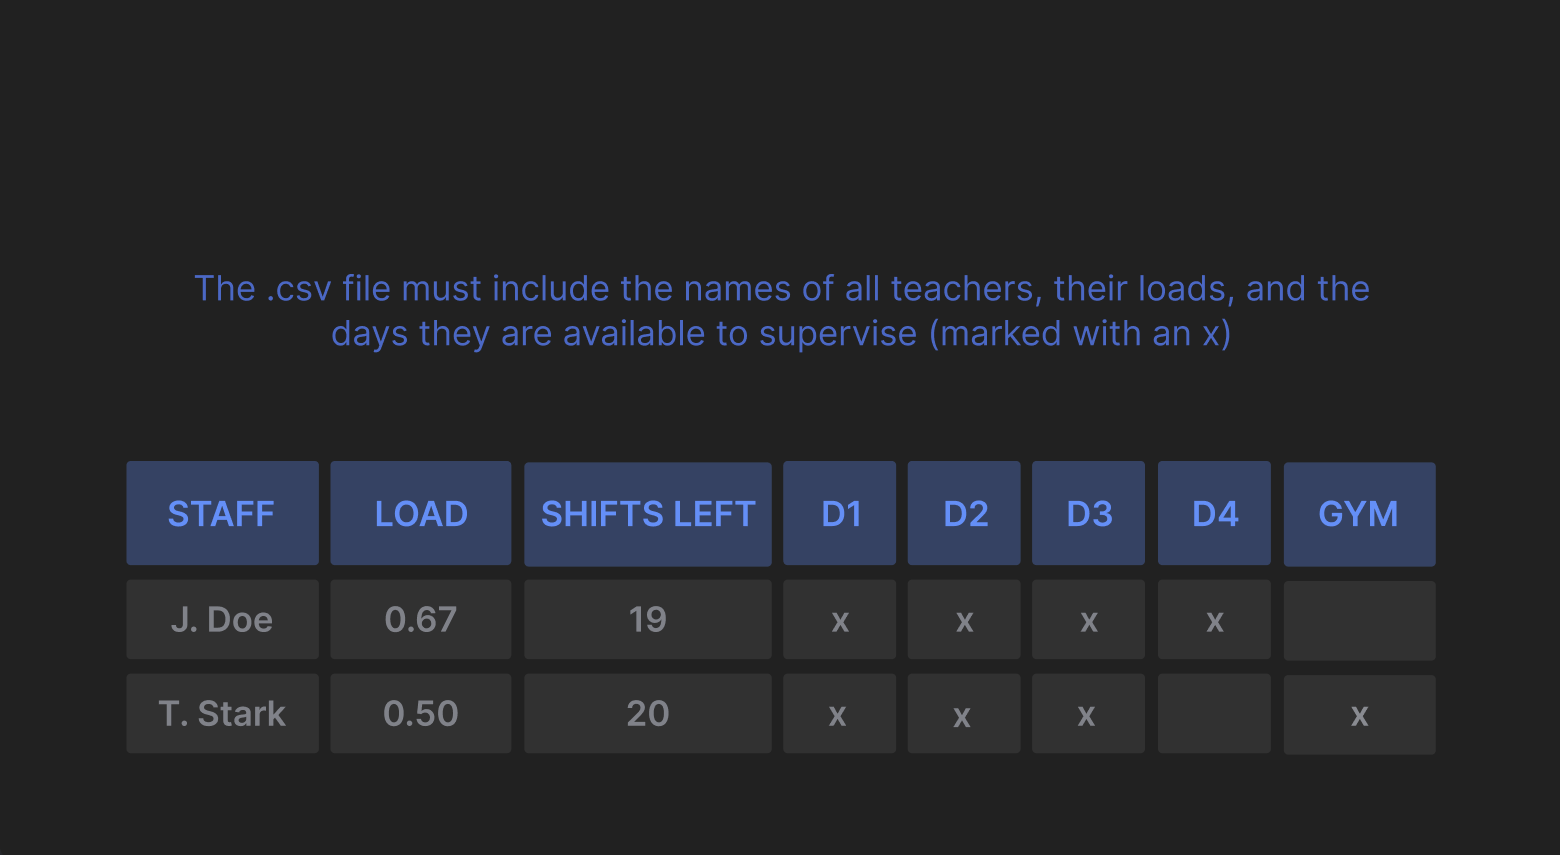 The .csv file must include the names of all teachers, their loads, and the
days they are available to supervise (marked with an x)
STAFF LOAD SHIFTS LEFT D1 D2 D3 D4 GYM
J. Doe 0.67 19 x x x x
T. Stark 0.50 20 x x x x